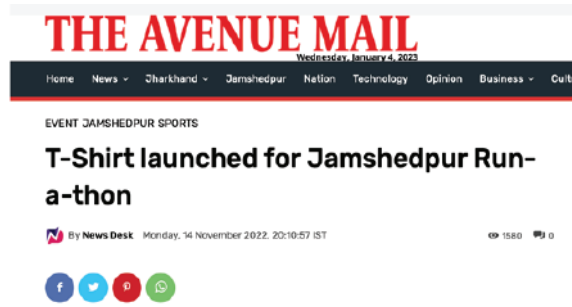 THE AVENUE MAIL
Wednesday, January 4, 2023
Home News Jharkhand Jamshedpur Nation Technology Opinion Business Cult
EVENT JAMSHEDPUR SPORTS
T-Shirt launched for Jamshedpur Run-
a-thon
By News Desk Monday, 14 November 2022, 20:10:57 IST 1580 0